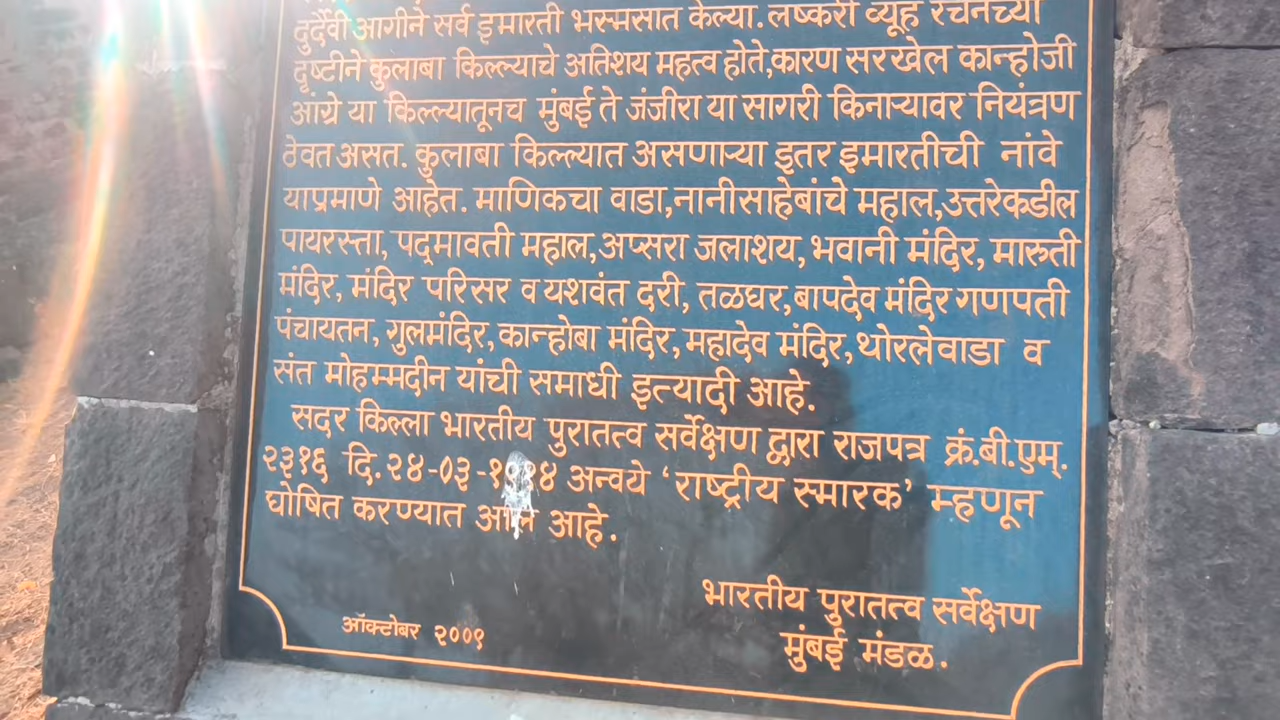 दुर्दैवी आगीने सर्व इमारती भस्मसात केल्या. लष्करी व्यूह रचनेच्या
दृष्टीने कुलाबा किल्ल्याचे अतिशय महत्व होते,कारण सरखेल कान्होजी
आंग्रे या किल्ल्यातूनच मुंबई ते जंजीरा या सागरी किनाऱ्यावर नियंत्रण
ठेवत असत. कुलाबा किल्ल्यात असणाऱ्या इतर इमारतीची नांवे
याप्रमाणे आहेत. माणिकचा वाडा,नानीसाहेबांचे महाल,उत्तरेकडील
पायरस्ता, पद्मावती महाल,अप्सरा जलाशय, भवानी मंदिर, मारुती
मंदिर, मंदिर परिसर व यशवंत दरी, तळघर,बापदेव मंदिर गणपती
पंचायतन, गुलमंदिर,कान्होबा मंदिर,महादेव मंदिर,थोरलेवाडा व
संत मोहम्मदीन यांची समाधी इत्यादी आहे.
सदर किल्ला भारतीय पुरातत्व सर्वेक्षण द्वारा राजपत्र क्रं.बी.एम्.
२३१६ दि.२४-०३-१९१४ अन्वये ‘राष्ट्रीय स्मारक’ म्हणून
घोषित करण्यात आले आहे.
भारतीय पुरातत्व सर्वेक्षण
मुंबई मंडळ.
ऑक्टोबर २००९